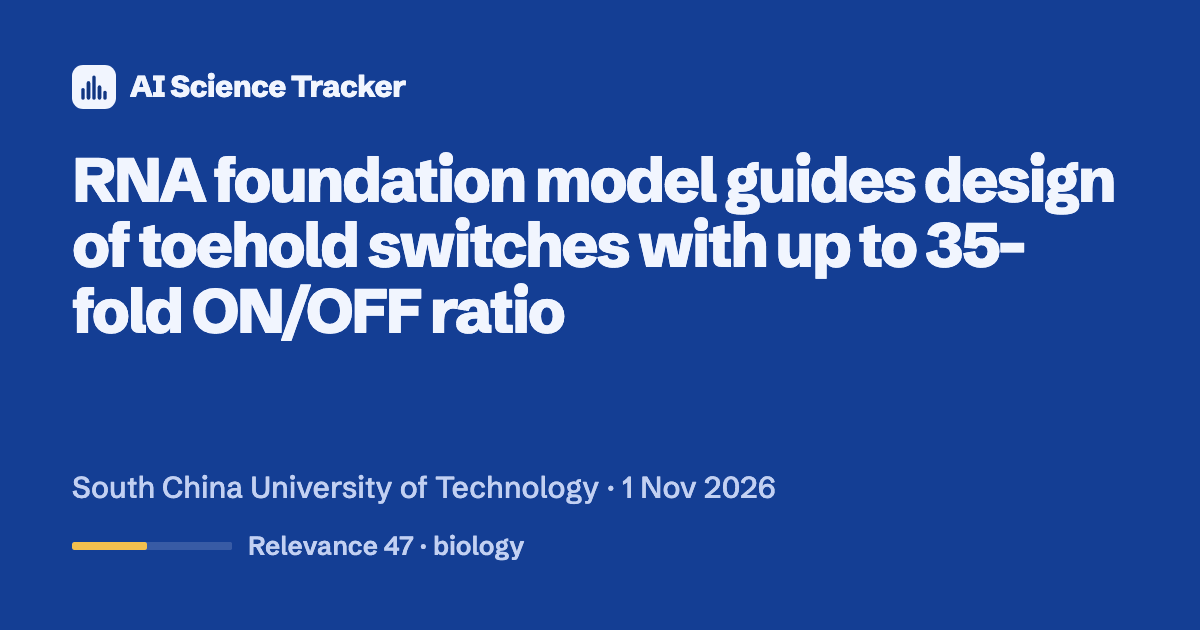 AI Science Tracker
RNA foundation model guides design
of toehold switches with up to 35-
fold ON/OFF ratio
South China University of Technology · 1 Nov 2026
Relevance 47 · biology